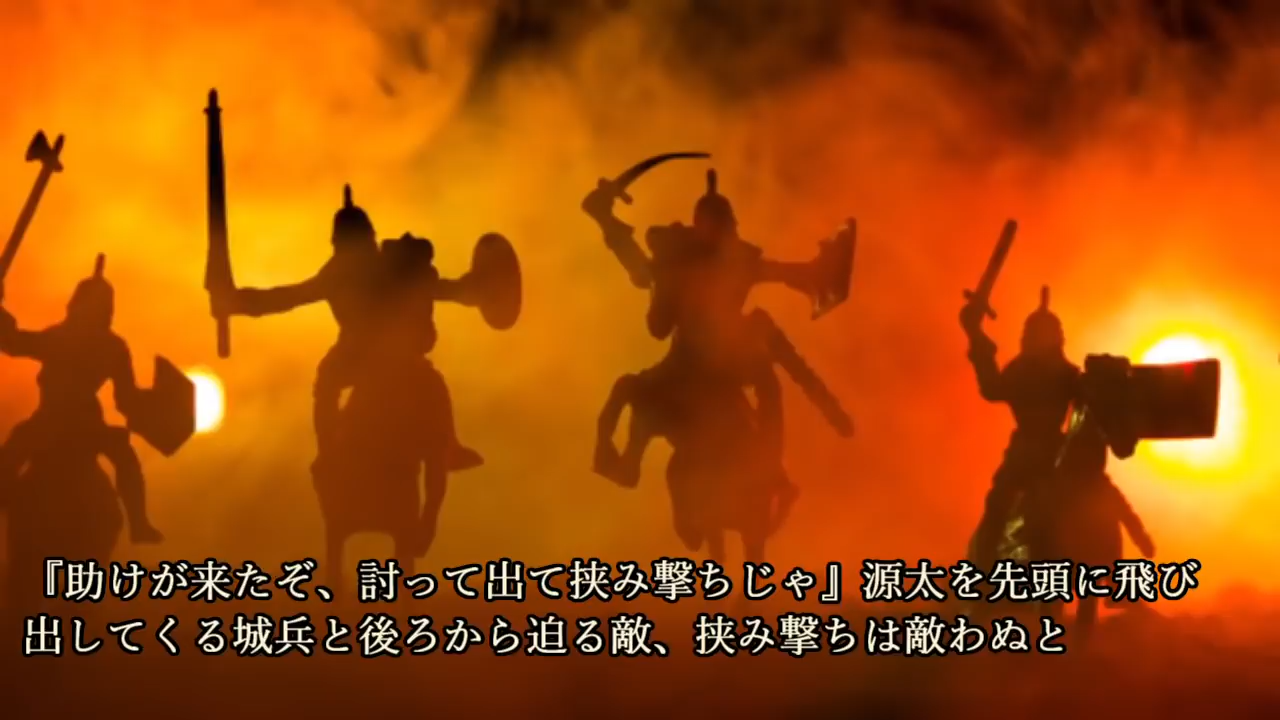 『助けが来たぞ、討って出て挟み撃ちじゃ』源太を先頭に飛び
出してくる城兵と後ろから迫る敵、挟み撃ちは敵わぬと